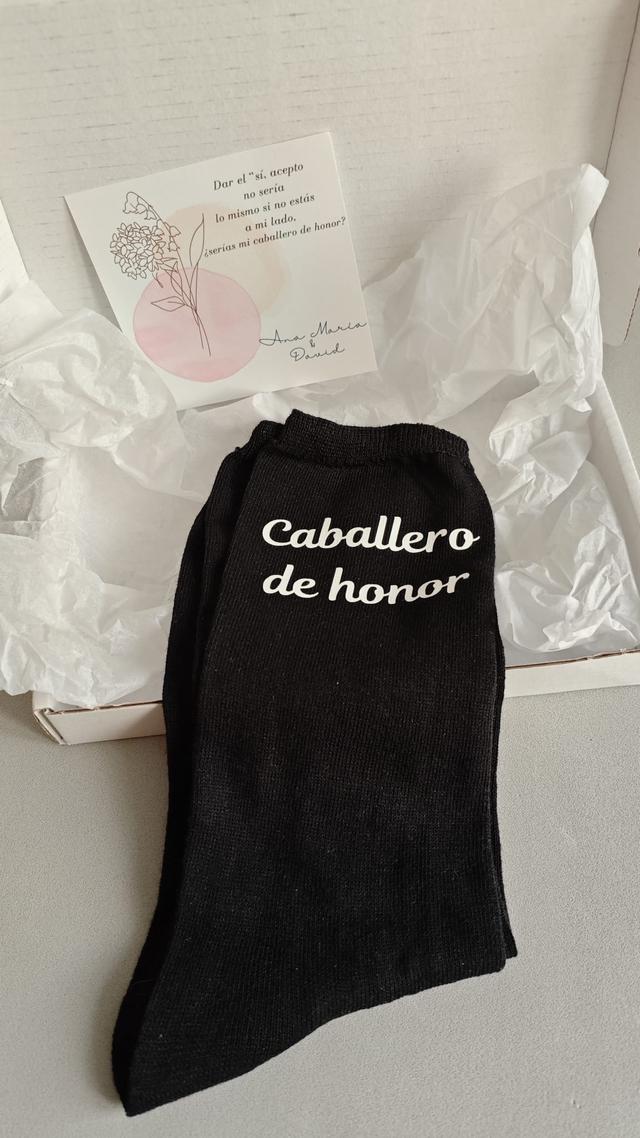 Dar el “sí, acepto
no sería
lo mismo si no estás
a mi lado.
¿serías mi caballero de honor?
Ana María
&
David
Caballero
de honor